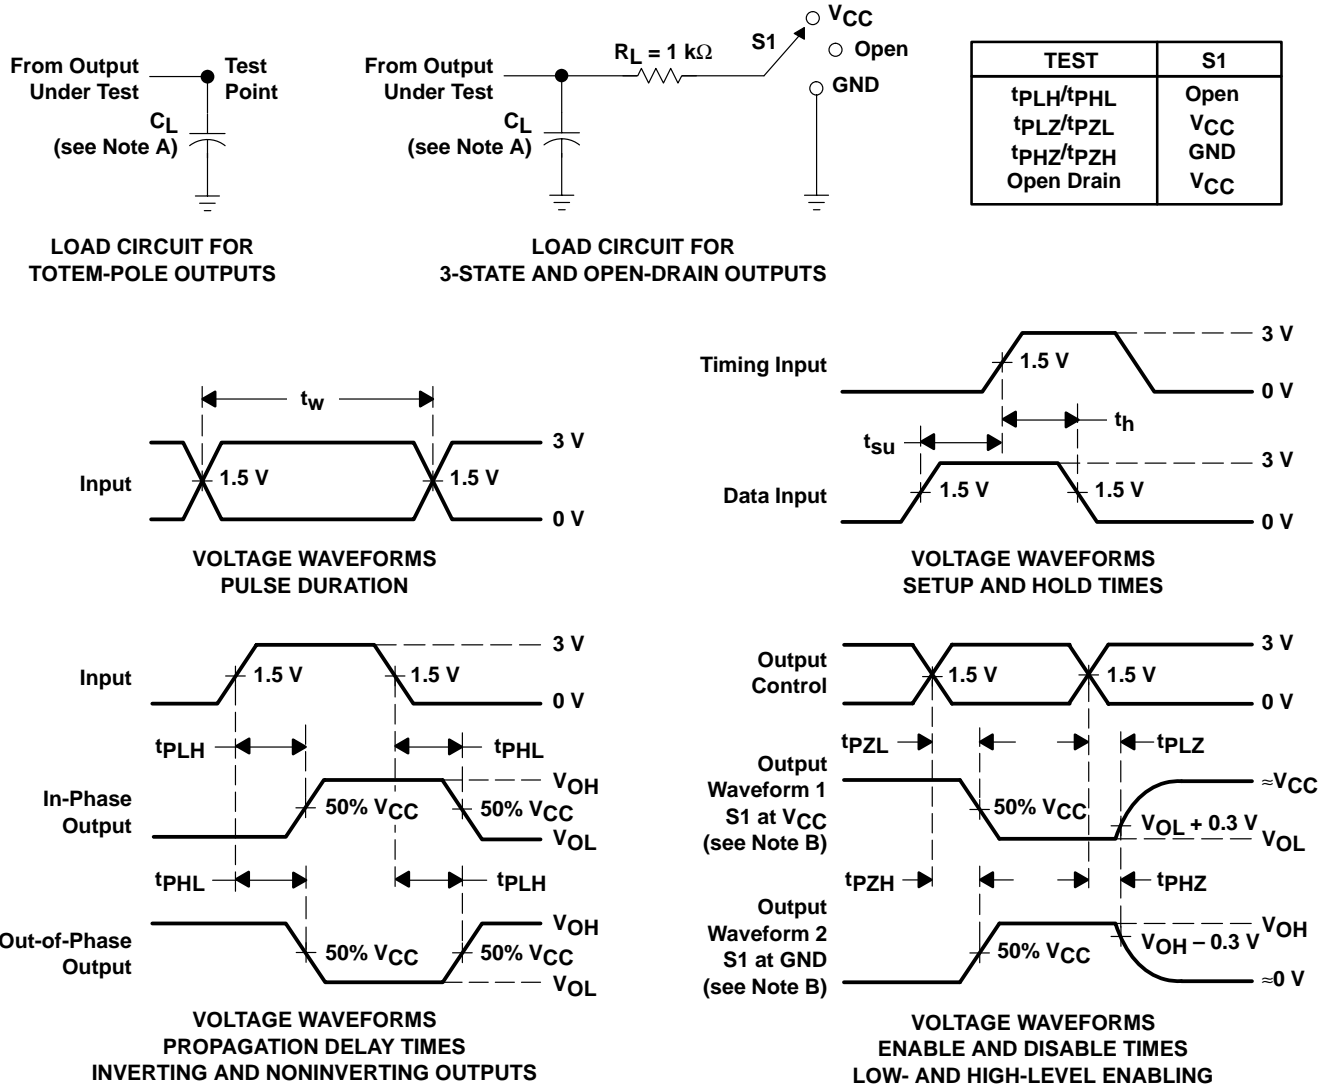 From Output
Under Test
Test
Point
CL
(see Note A)
LOAD CIRCUIT FOR
TOTEM-POLE OUTPUTS
From Output
Under Test
RL = 1 kΩ
S1
VCC
Open
GND
CL
(see Note A)
LOAD CIRCUIT FOR
3-STATE AND OPEN-DRAIN OUTPUTS
TEST S1
tPLH/tPHL Open
tPLZ/tPZL VCC
tPHZ/tPZH GND
Open Drain VCC
tw
Input
1.5 V
1.5 V
3 V
0 V
VOLTAGE WAVEFORMS
PULSE DURATION
Timing Input
1.5 V
3 V
0 V
tsu
th
Data Input
1.5 V
1.5 V
3 V
0 V
VOLTAGE WAVEFORMS
SETUP AND HOLD TIMES
Input
1.5 V
1.5 V
3 V
0 V
tPLH
tPHL
In-Phase
Output
50% VCC
50% VCC
VOH
VOL
tPHL
tPLH
Out-of-Phase
Output
50% VCC
50% VCC
VOH
VOL
VOLTAGE WAVEFORMS
PROPAGATION DELAY TIMES
INVERTING AND NONINVERTING OUTPUTS
Output
Control
1.5 V
1.5 V
3 V
0 V
tPZL
tPLZ
Output
Waveform 1
S1 at VCC
(see Note B)
50% VCC
VOL + 0.3 V
≈VCC
VOL
tPZH
tPHZ
Output
Waveform 2
S1 at GND
(see Note B)
50% VCC
VOH − 0.3 V
VOH
≈0 V
VOLTAGE WAVEFORMS
ENABLE AND DISABLE TIMES
LOW- AND HIGH-LEVEL ENABLING